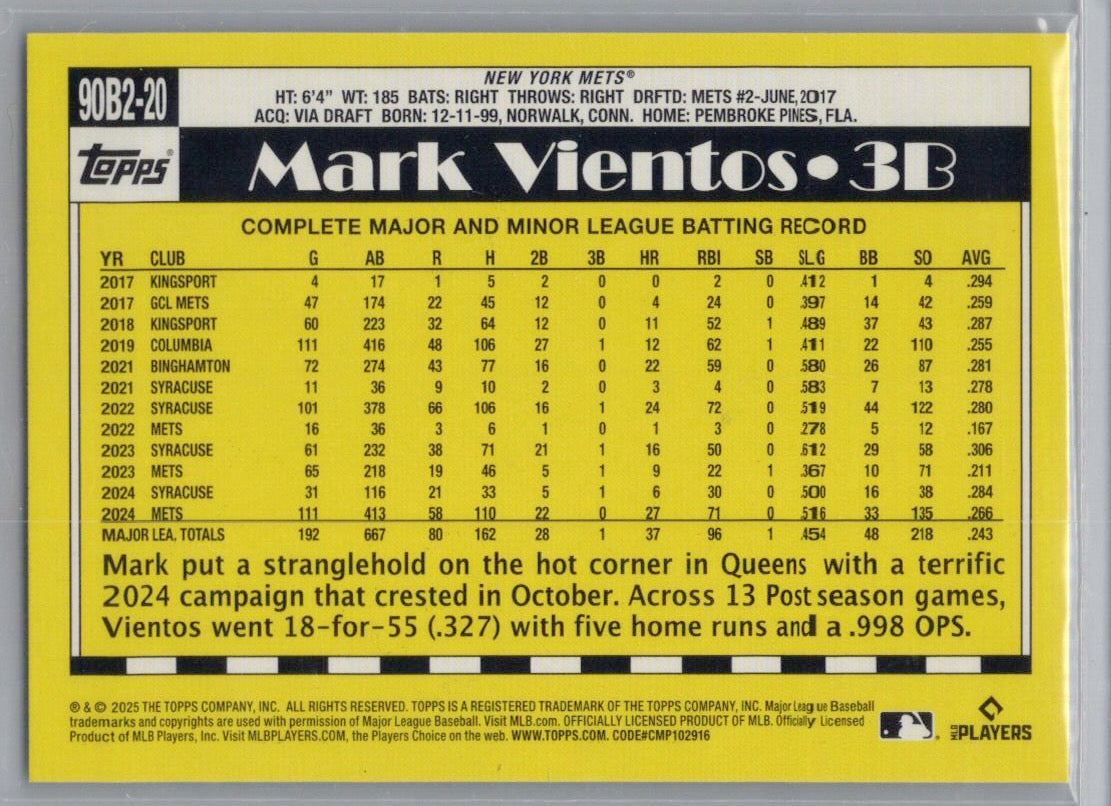 90B2-20
NEW YORK METS®
HT: 6'4" WT: 185 BATS: RIGHT THROWS: RIGHT DRFTD: METS #2-JUNE, 2017
ACQ: VIA DRAFT BORN: 12-11-99, NORWALK, CONN. HOME: PEMBROKE PINES, FLA.
TOPPS® Mark Vientos • 3B
COMPLETE MAJOR AND MINOR LEAGUE BATTING RECORD
YR CLUB G AB R H 2B 3B HR RBI SB SLG BB SO AVG
2017 KINGSPORT 4 17 1 5 2 0 0 2 0 .412 1 4 .294
2017 GCL METS 47 174 22 45 12 0 4 24 0 .397 14 42 .259
2018 KINGSPORT 60 223 32 64 12 0 11 52 1 .489 37 43 .287
2019 COLUMBIA 111 416 48 106 27 1 12 62 1 .411 22 110 .255
2021 BINGHAMTON 72 274 43 77 16 0 22 59 0 .580 26 87 .281
2021 SYRACUSE 11 36 9 10 2 0 3 4 0 .583 7 13 .278
2022 SYRACUSE 101 378 66 106 16 1 24 72 0 .519 44 122 .280
2022 METS 16 36 3 6 1 0 1 3 0 .278 5 12 .167
2023 SYRACUSE 61 232 38 71 21 1 16 50 0 .612 29 58 .306
2023 METS 65 218 19 46 5 1 9 22 1 .367 10 71 .211
2024 SYRACUSE 31 116 21 33 5 1 6 30 0 .500 16 38 .284
2024 METS 111 413 58 110 22 0 27 71 0 .516 33 135 .266
MAJOR LEA. TOTALS 192 667 80 162 28 1 37 96 1 .454 48 218 .243
Mark put a stranglehold on the hot corner in Queens with a terrific
2024 campaign that crested in October. Across 13 Postseason games,
Vientos went 18-for-55 (.327) with five home runs and a .998 OPS.
® & © 2025 THE TOPPS COMPANY, INC. ALL RIGHTS RESERVED. TOPPS IS A REGISTERED TRADEMARK OF THE TOPPS COMPANY, INC. Major League Baseball
trademarks and copyrights are used with permission of Major League Baseball. Visit MLB.com. OFFICIALLY LICENSED PRODUCT OF MLB. Officially Licensed
Product of MLB Players, Inc. Visit MLBPLAYERS.COM, the Players Choice on the web. WWW.TOPPS.COM. CODE#CMP102916
MLB PLAYERS